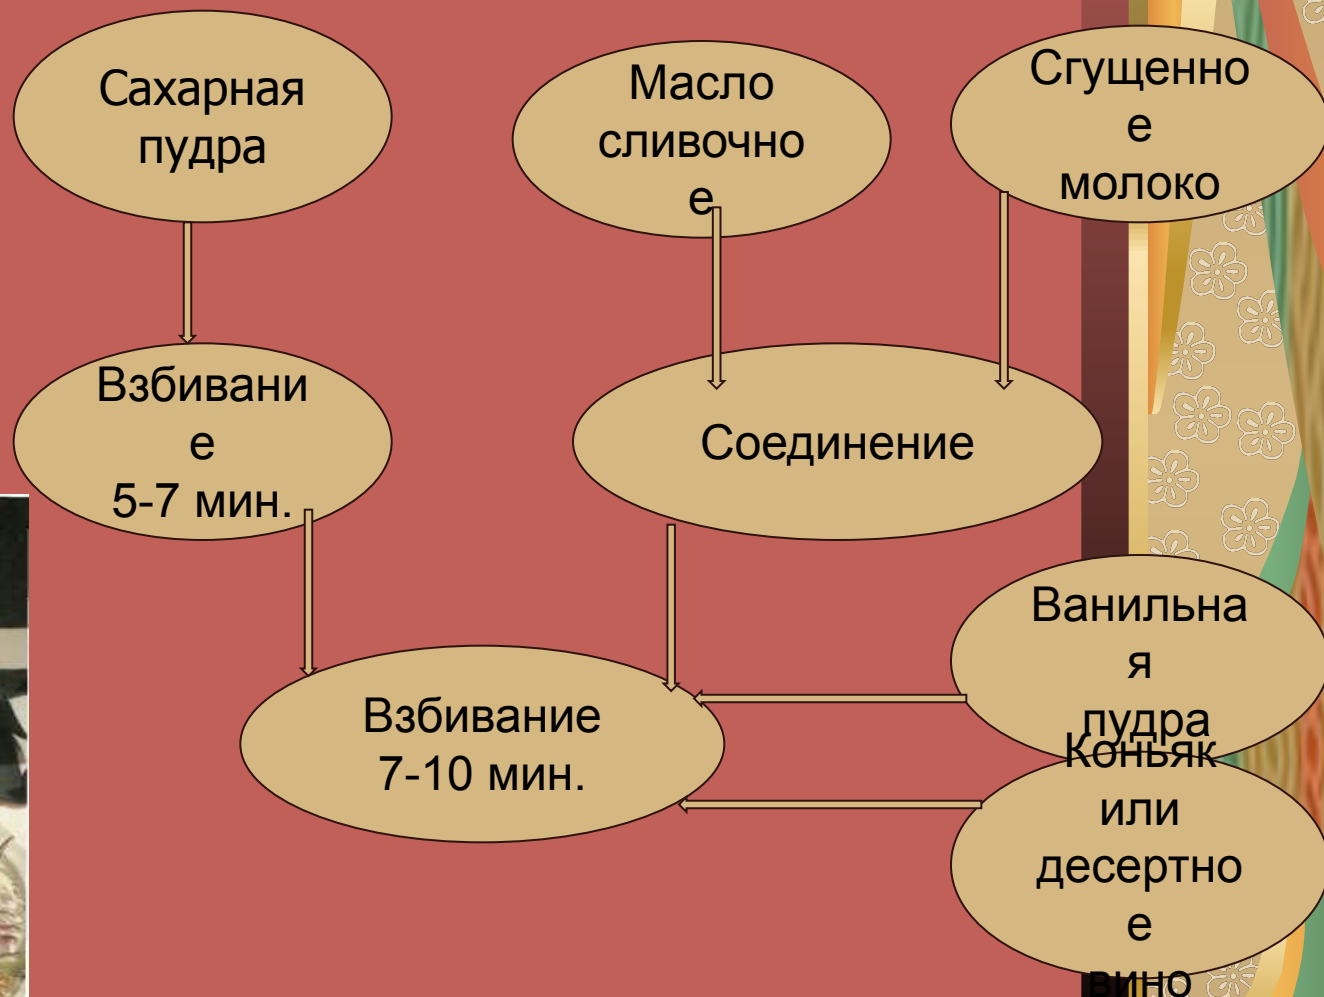 Сахарная
пудра
Масло
сливочно
е
Сгущенно
е
молоко
Взбивани
е
5-7 мин.
Соединение
Взбивание
7-10 мин.
Ванильна
я
пудра
Коньяк
или
десертно
е
вино